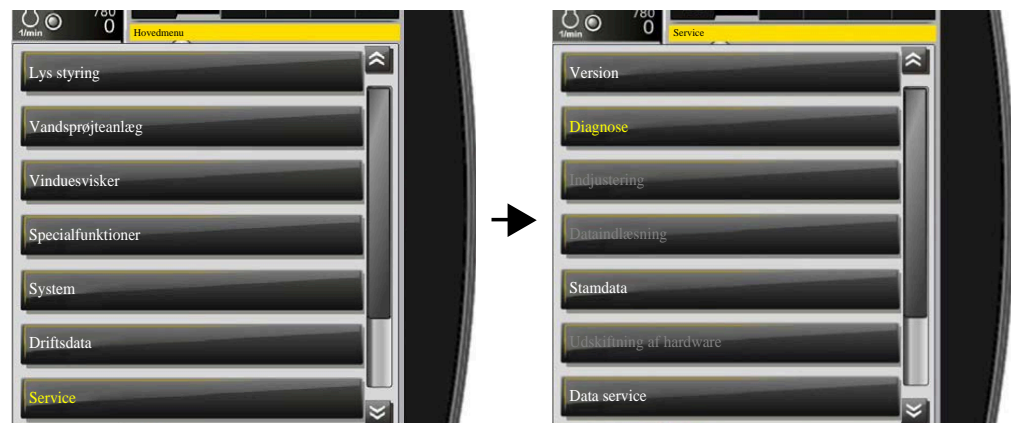 780
1/min 0
Hovedmenu
Lys styring
Vandsprøjteanlæg
Vinduesvisker
Specialfunktioner
System
Driftsdata
Service
780
1/min 0
Service
Version
Diagnose
Indjustering
Dataindlæsning
Stamdata
Udskiftning af hardware
Data service